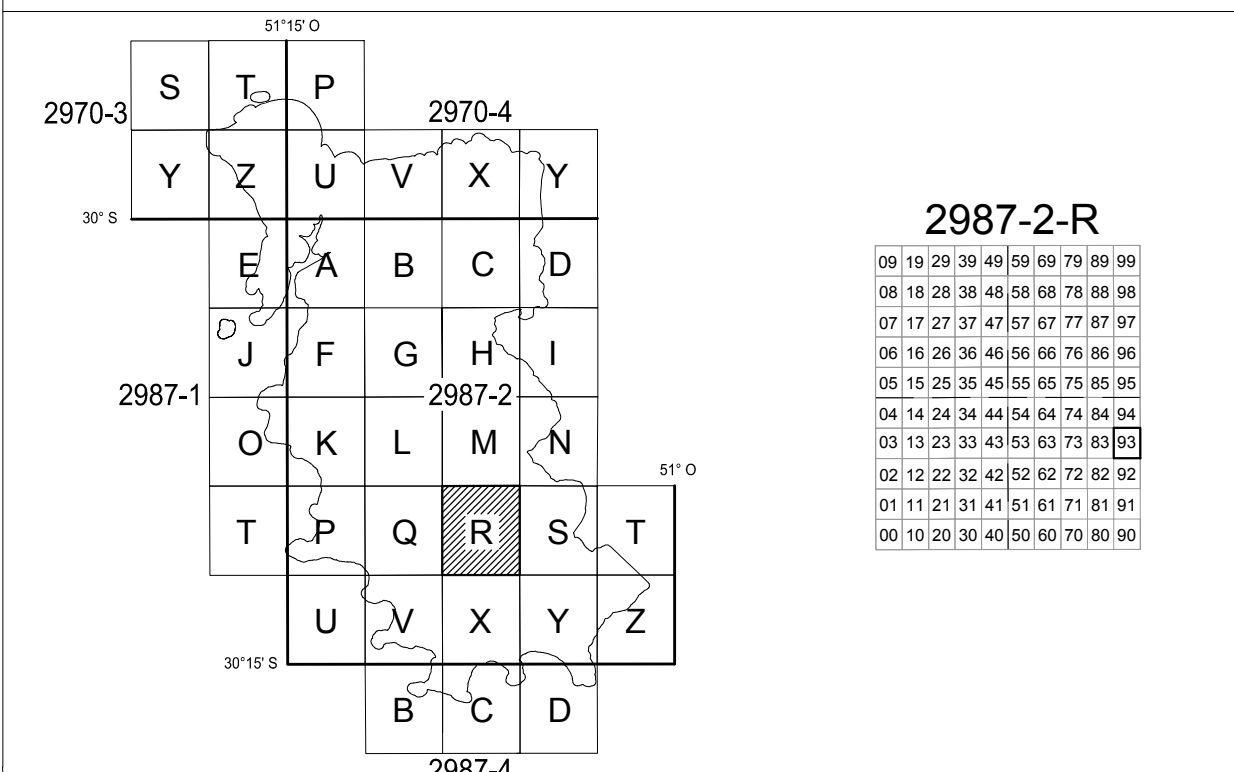 51°15' O
S T P
2970-3 2970-4
Y Z U V X Y
30° S
E A B C D
J F G H I
2987-1 2987-2
O K L M N
51° O
T P Q R S T
U V X Y Z
30°15' S
B C D
2987-4
2987-2-R
09 19 29 39 49 59 69 79 89 99
08 18 28 38 48 58 68 78 88 98
07 17 27 37 47 57 67 77 87 97
06 16 26 36 46 56 66 76 86 96
05 15 25 35 45 55 65 75 85 95
04 14 24 34 44 54 64 74 84 94
03 13 23 33 43 53 63 73 83 93
02 12 22 32 42 52 62 72 82 92
01 11 21 31 41 51 61 71 81 91
00 10 20 30 40 50 60 70 80 90